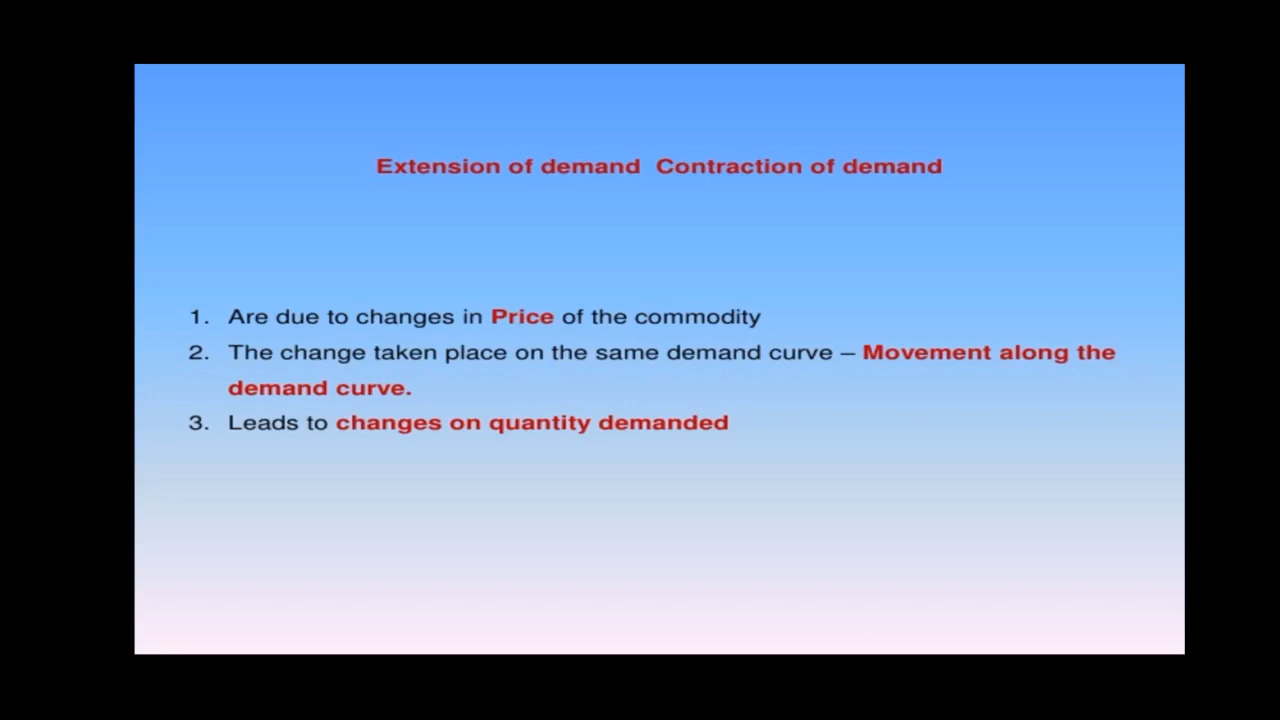 Extension of demand  Contraction of demand
1. Are due to changes in Price of the commodity
2. The change taken place on the same demand curve – Movement along the
demand curve.
3. Leads to changes on quantity demanded